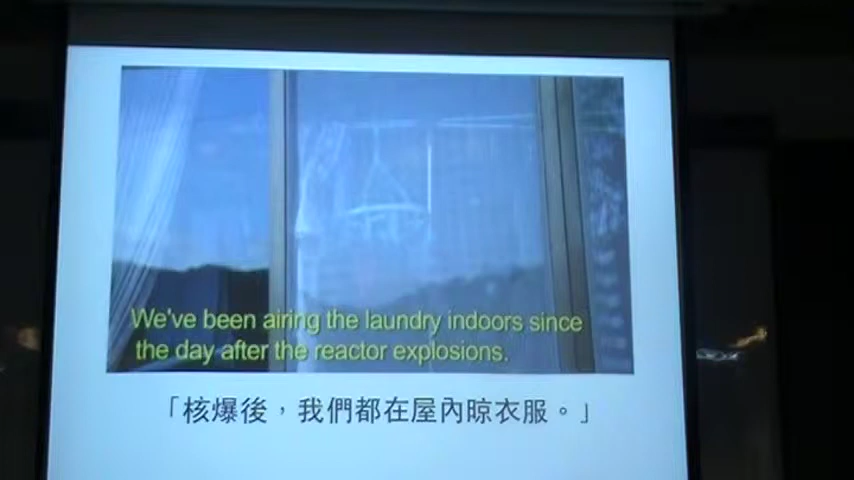 We've been airing the laundry indoors since
the day after the reactor explosions.
「核爆後，我們都在屋內晾衣服。」